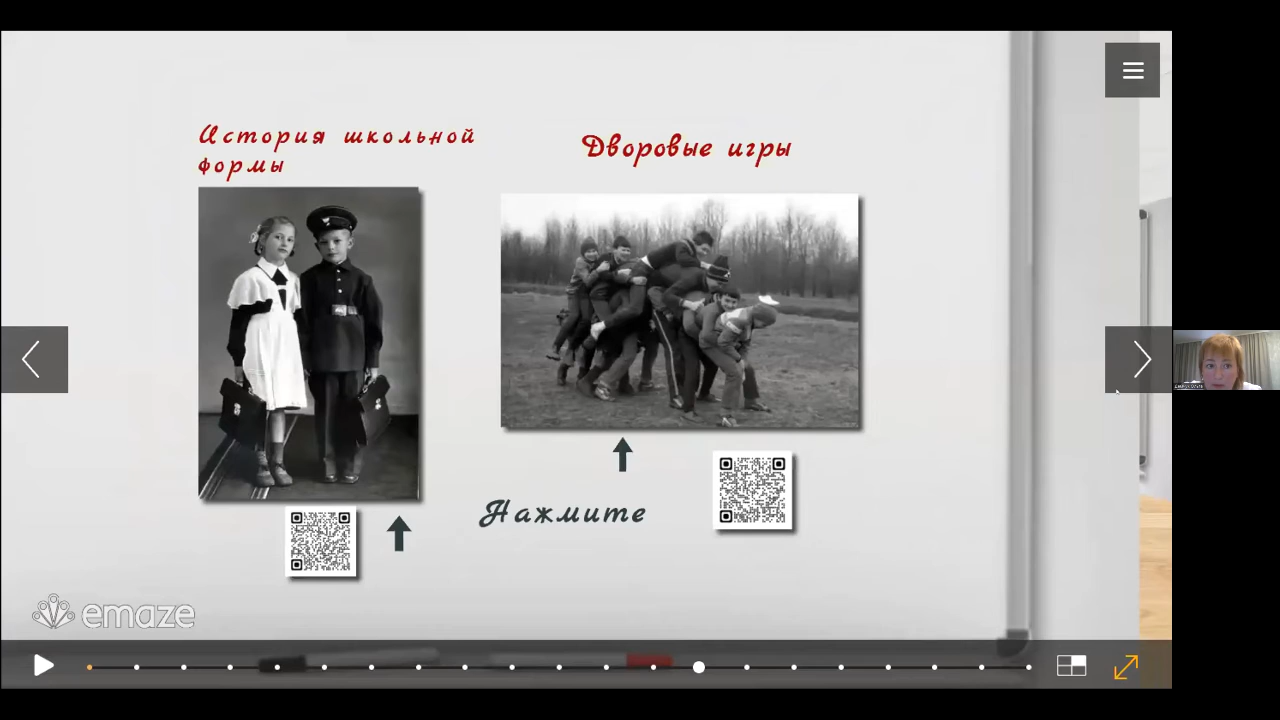 История школьной
формы
Дворовые игры
Нажмите
emaze